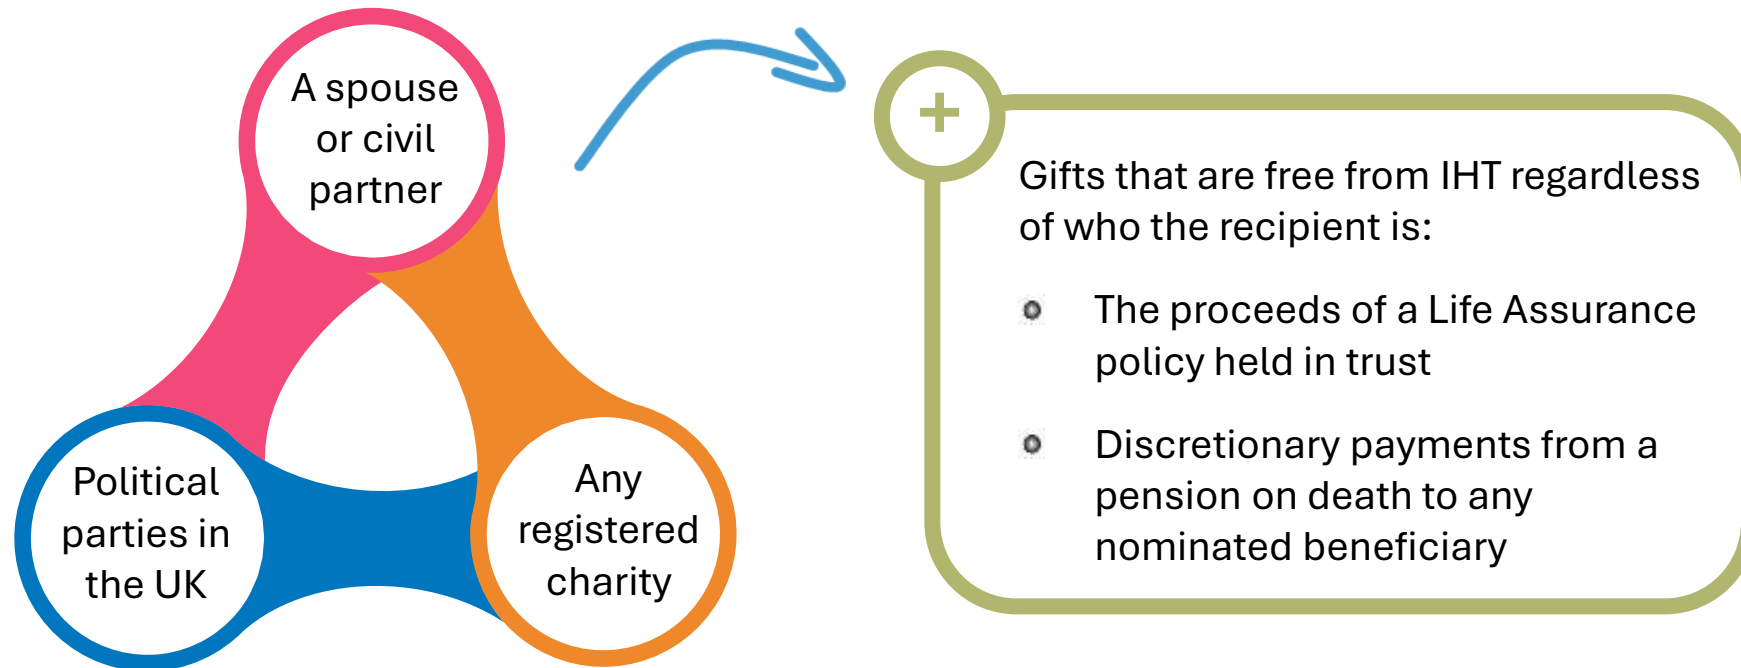 A spouse
or civil
partner
Political
parties in
the UK
Any
registered
charity
+
Gifts that are free from IHT regardless
of who the recipient is:
The proceeds of a Life Assurance
policy held in trust
Discretionary payments from a
pension on death to any
nominated beneficiary